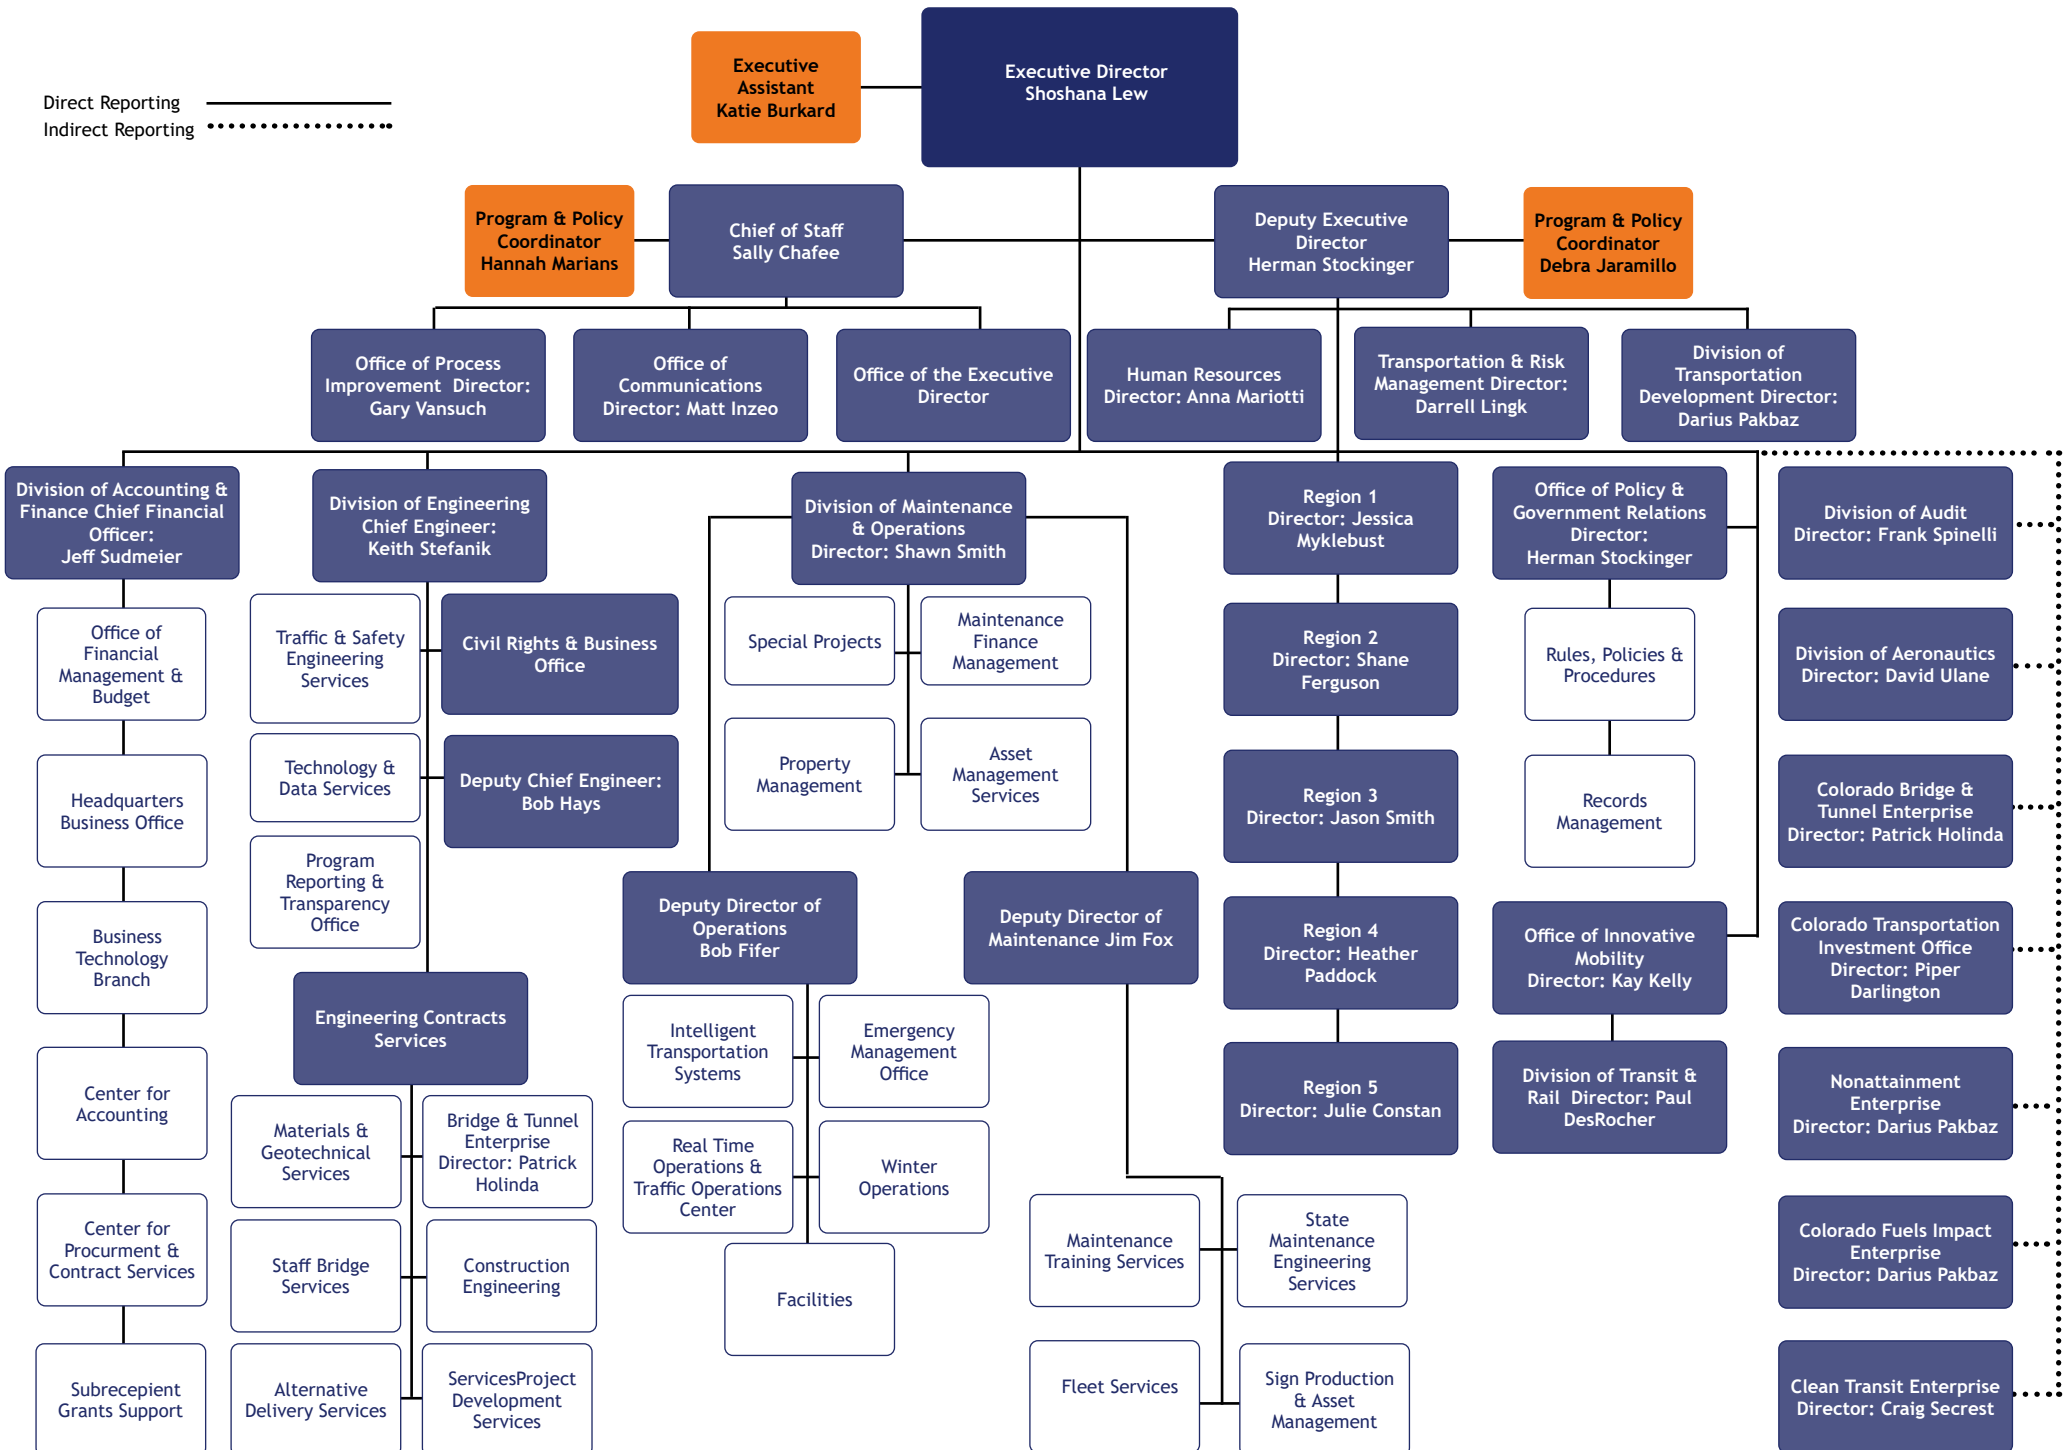 Direct Reporting
Indirect Reporting
Executive
Assistant
Katie Burkard
Executive Director
Shoshana Lew
Program & Policy
Coordinator
Hannah Marians
Chief of Staff
Sally Chafee
Deputy Executive
Director
Herman Stockinger
Program & Policy
Coordinator
Debra Jaramillo
Office of Process
Improvement Director:
Gary Vansuch
Office of
Communications
Director: Matt Inzeo
Office of the Executive
Director
Human Resources
Director: Anna Mariotti
Transportation & Risk
Management Director:
Darrell Lingk
Division of
Transportation
Development Director:
Darius Pakbaz
Division of Accounting &
Finance Chief Financial
Officer:
Jeff Sudmeier
Office of
Financial
Management &
Budget
Headquarters
Business Office
Business
Technology
Branch
Center for
Accounting
Center for
Procurment &
Contract Services
Subrecepient
Grants Support
Division of Engineering
Chief Engineer:
Keith Stefanik
Traffic & Safety
Engineering
Services
Civil Rights & Business
Office
Technology &
Data Services
Deputy Chief Engineer:
Bob Hays
Program
Reporting &
Transparency
Office
Engineering Contracts
Services
Materials &
Geotechnical
Services
Bridge & Tunnel
Enterprise
Director: Patrick
Holinda
Staff Bridge
Services
Construction
Engineering
Alternative
Delivery Services
ServicesProject
Development
Services
Division of Maintenance
& Operations
Director: Shawn Smith
Special Projects
Maintenance
Finance
Management
Property
Management
Asset
Management
Services
Deputy Director of
Operations
Bob Fifer
Intelligent
Transportation
Systems
Emergency
Management
Office
Real Time
Operations &
Traffic Operations
Center
Winter
Operations
Facilities
Deputy Director of
Maintenance Jim Fox
Maintenance
Training Services
State
Maintenance
Engineering
Services
Fleet Services
Sign Production
& Asset
Management
Region 1
Director: Jessica
Myklebust
Region 2
Director: Shane
Ferguson
Region 3
Director: Jason Smith
Region 4
Director: Heather
Paddock
Region 5
Director: Julie Constan
Office of Policy &
Government Relations
Director:
Herman Stockinger
Rules, Policies &
Procedures
Records
Management
Office of Innovative
Mobility
Director: Kay Kelly
Division of Transit &
Rail Director: Paul
DesRocher
Division of Audit
Director: Frank Spinelli
Division of Aeronautics
Director: David Ulane
Colorado Bridge &
Tunnel Enterprise
Director: Patrick Holinda
Colorado Transportation
Investment Office
Director: Piper
Darlington
Nonattainment
Enterprise
Director: Darius Pakbaz
Colorado Fuels Impact
Enterprise
Director: Darius Pakbaz
Clean Transit Enterprise
Director: Craig Secrest